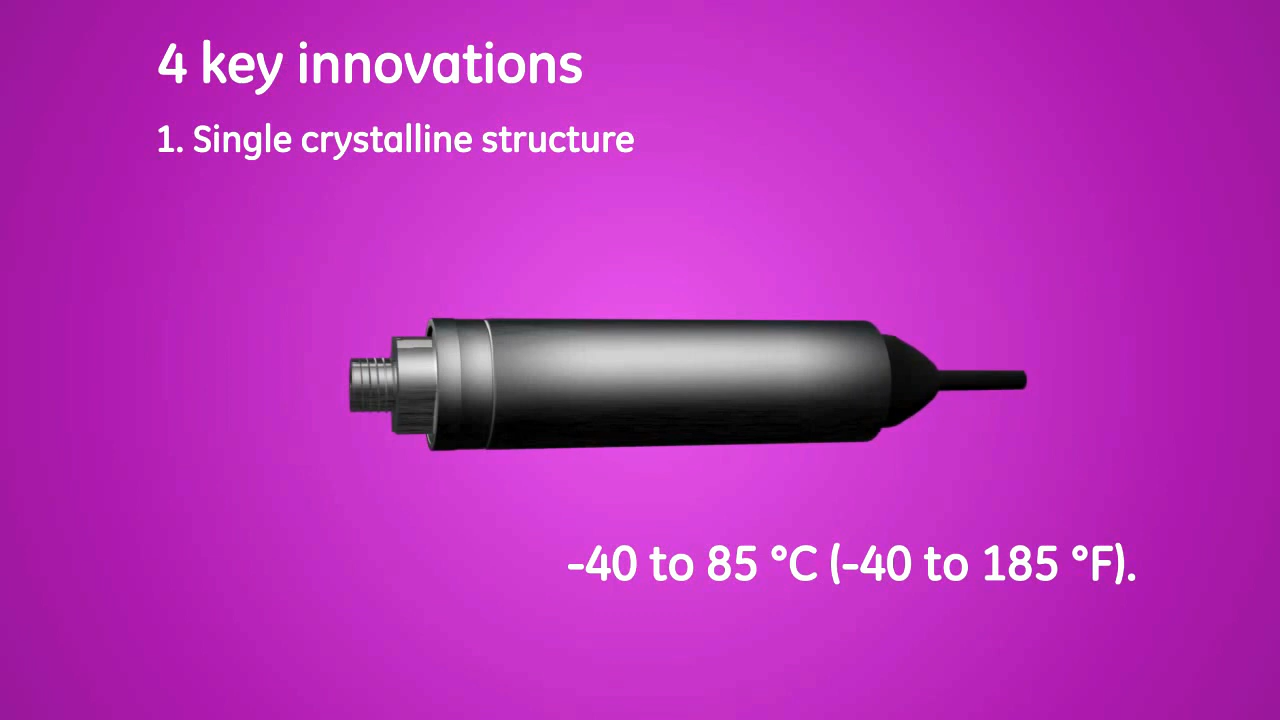 4 key innovations
1. Single crystalline structure
-40 to 85 °C (-40 to 185 °F).